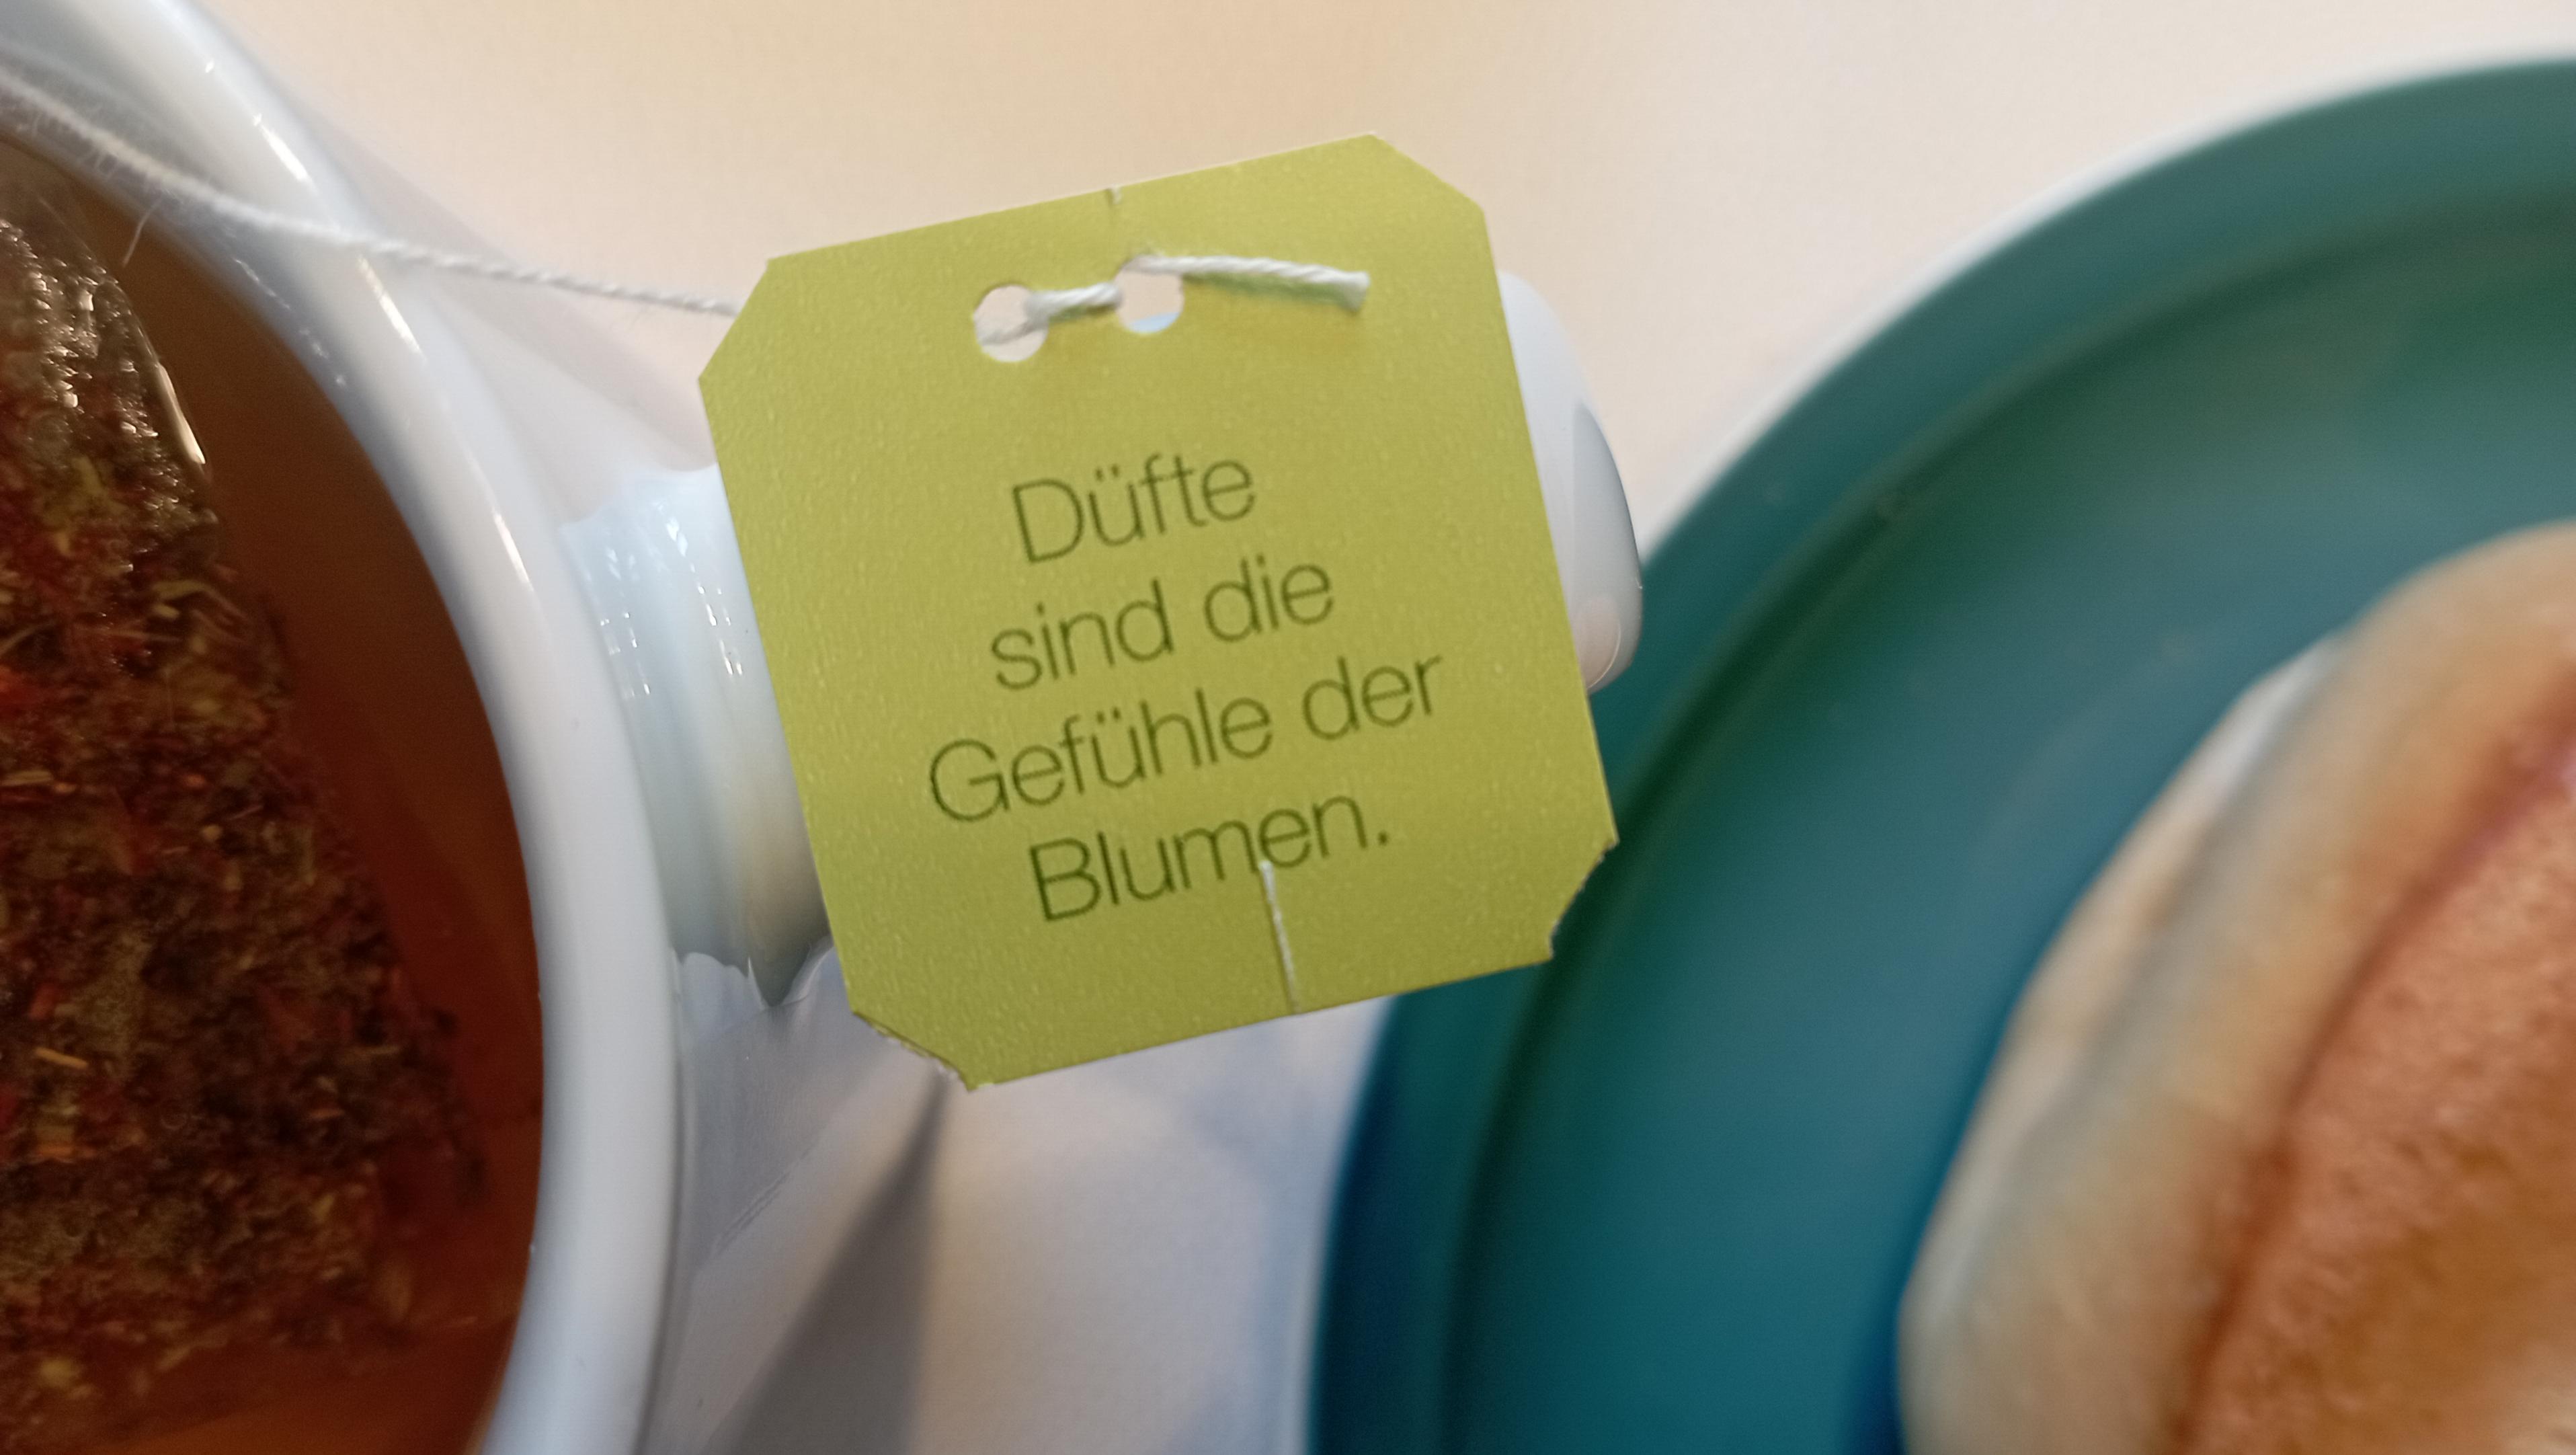 Düfte
sind die
Gefühle der
Blumen.